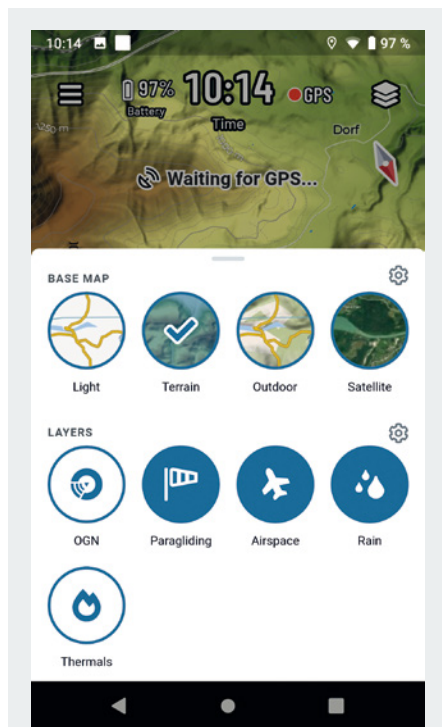 10:14 97 %
97% 10:14 GPS
Battery Time
1250 m Dorf
Waiting for GPS...
BASE MAP
Light Terrain Outdoor Satellite
LAYERS
OGN Paragliding Airspace Rain
Thermals